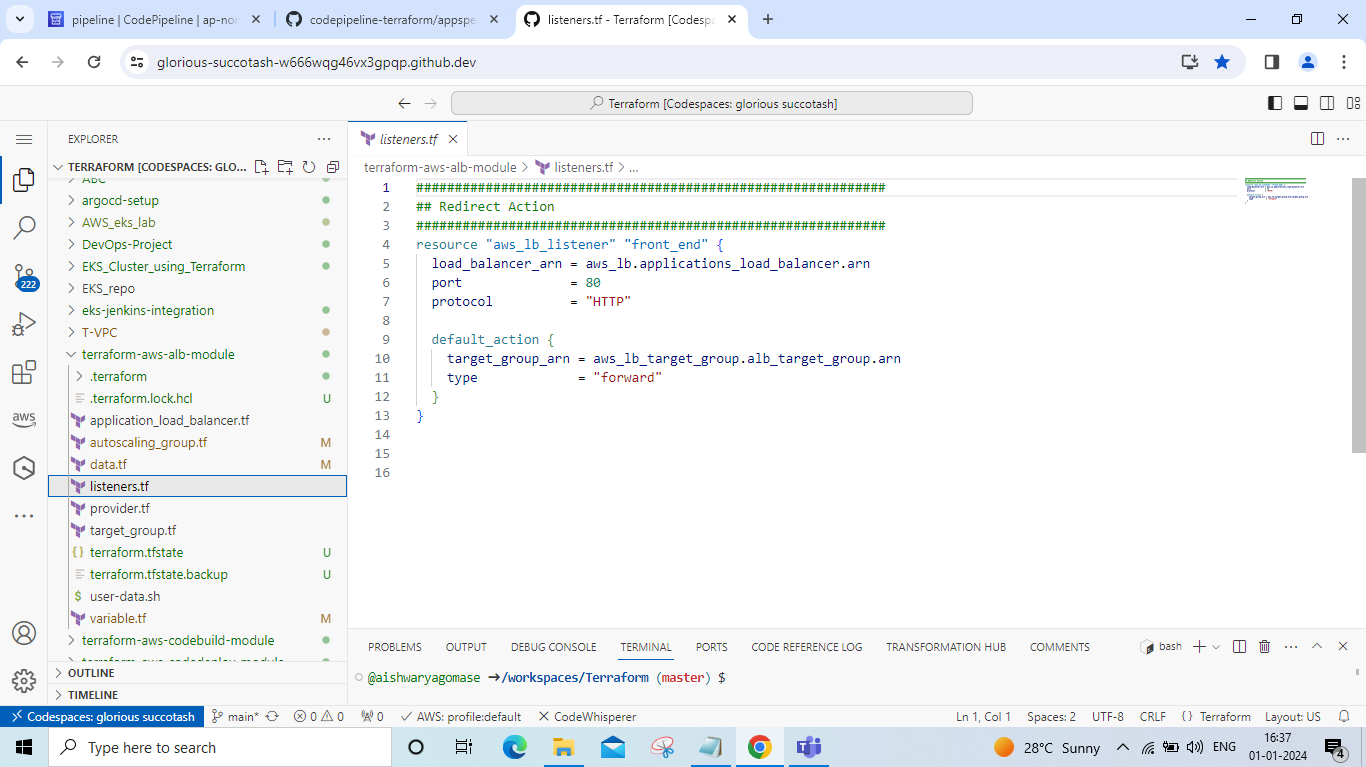 pipeline | CodePipeline | ap-nor
codepipeline-terraform/appspe
listeners.tf - Terraform [Codespa
glorious-succotash-w666wqg46vx3gpqp.github.dev
Terraform [Codespaces: glorious succotash]
EXPLORER
TERRAFORM [CODESPACES: GLO...
ABC
argocd-setup
AWS_eks_lab
DevOps-Project
EKS_Cluster_using_Terraform
EKS_repo
eks-jenkins-integration
T-VPC
terraform-aws-alb-module
.terraform
.terraform.lock.hcl U
application_load_balancer.tf
autoscaling_group.tf M
data.tf M
listeners.tf
provider.tf
target_group.tf
terraform.tfstate U
terraform.tfstate.backup U
user-data.sh
variable.tf M
terraform-aws-codebuild-module
terraform-aws-codedeploy-module
OUTLINE
TIMELINE
222
aws
listeners.tf
terraform-aws-alb-module > listeners.tf > ...
1 #############################################################
2 ## Redirect Action
3 #############################################################
4 resource "aws_lb_listener" "front_end" {
5 load_balancer_arn = aws_lb.applications_load_balancer.arn
6 port = 80
7 protocol = "HTTP"
8
9 default_action {
10 target_group_arn = aws_lb_target_group.alb_target_group.arn
11 type = "forward"
12 }
13 }
14
15
16
PROBLEMS OUTPUT DEBUG CONSOLE TERMINAL PORTS CODE REFERENCE LOG TRANSFORMATION HUB COMMENTS bash
@aishwaryagomase ➜/workspaces/Terraform (master) $
Codespaces: glorious succotash main* 0 0 0 AWS: profile:default CodeWhisperer Ln 1, Col 1 Spaces: 2 UTF-8 CRLF {} Terraform Layout: US
Type here to search
28°C Sunny
ENG
16:37
01-01-2024
4